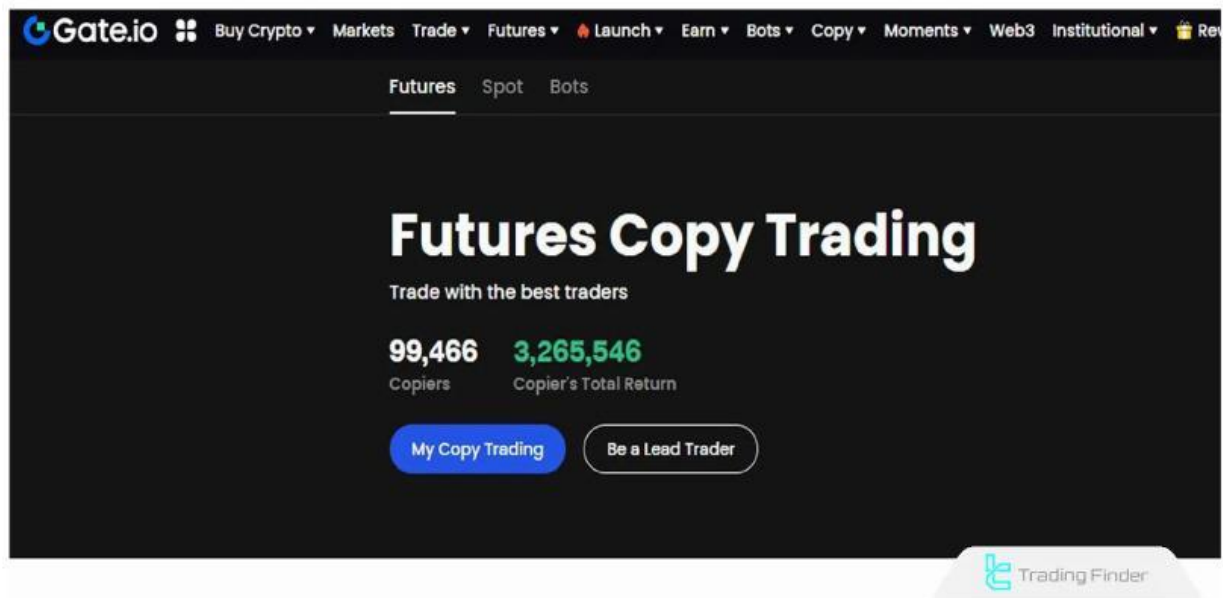 Gate.io Buy Crypto Markets Trade Futures Launch Earn Bots Copy Moments Web3 Institutional Rev
Futures Spot Bots
Futures Copy Trading
Trade with the best traders
99,466 3,265,546
Copiers Copier's Total Return
My Copy Trading Be a Lead Trader
Trading Finder